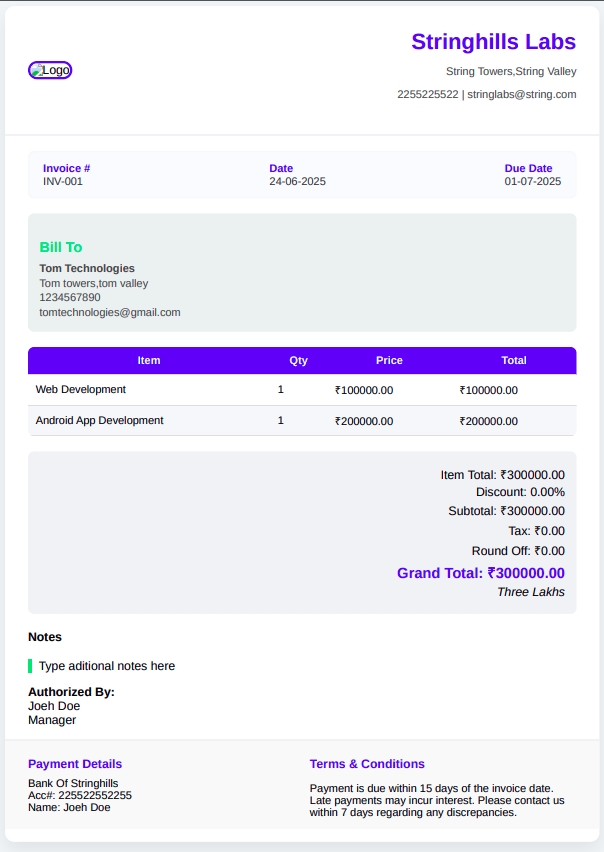 Stringhills Labs
Logo
String Towers,String Valley
2255225522 | stringlabs@string.com
Invoice # Date Due Date
INV-001 24-06-2025 01-07-2025
Bill To
Tom Technologies
Tom towers,tom valley
1234567890
tomtechnologies@gmail.com
Item Qty Price Total
Web Development 1 ₹100000.00 ₹100000.00
Android App Development 1 ₹200000.00 ₹200000.00
Item Total: ₹300000.00
Discount: 0.00%
Subtotal: ₹300000.00
Tax: ₹0.00
Round Off: ₹0.00
Grand Total: ₹300000.00
Three Lakhs
Notes
Type aditional notes here
Authorized By:
Joeh Doe
Manager
Payment Details
Bank Of Stringhills
Acc#: 225522552255
Name: Joeh Doe
Terms & Conditions
Payment is due within 15 days of the invoice date.
Late payments may incur interest. Please contact us
within 7 days regarding any discrepancies.